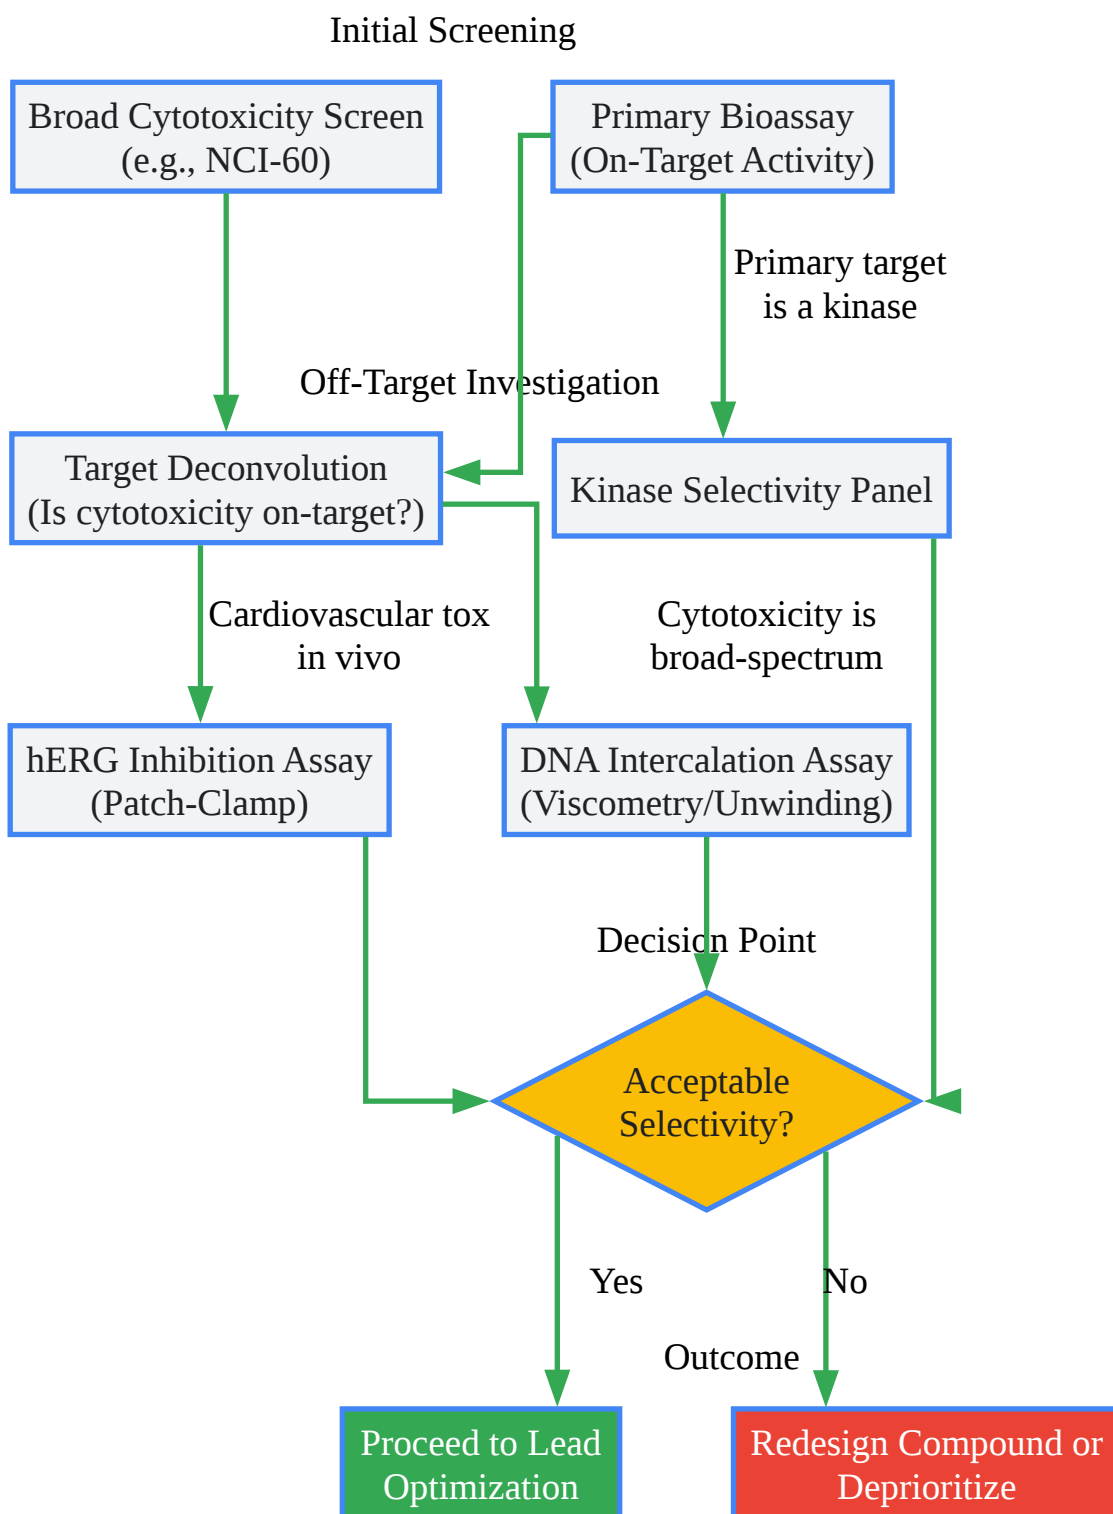 Initial Screening
Broad Cytotoxicity Screen
(e.g., NCI-60)
Primary Bioassay
(On-Target Activity)
Primary target
is a kinase
Off-Target Investigation
Target Deconvolution
(Is cytotoxicity on-target?)
Kinase Selectivity Panel
Cardiovascular tox
in vivo
Cytotoxicity is
broad-spectrum
hERG Inhibition Assay
(Patch-Clamp)
DNA Intercalation Assay
(Viscometry/Unwinding)
Decision Point
Acceptable
Selectivity?
Yes
No
Outcome
Proceed to Lead
Optimization
Redesign Compound or
Deprioritize